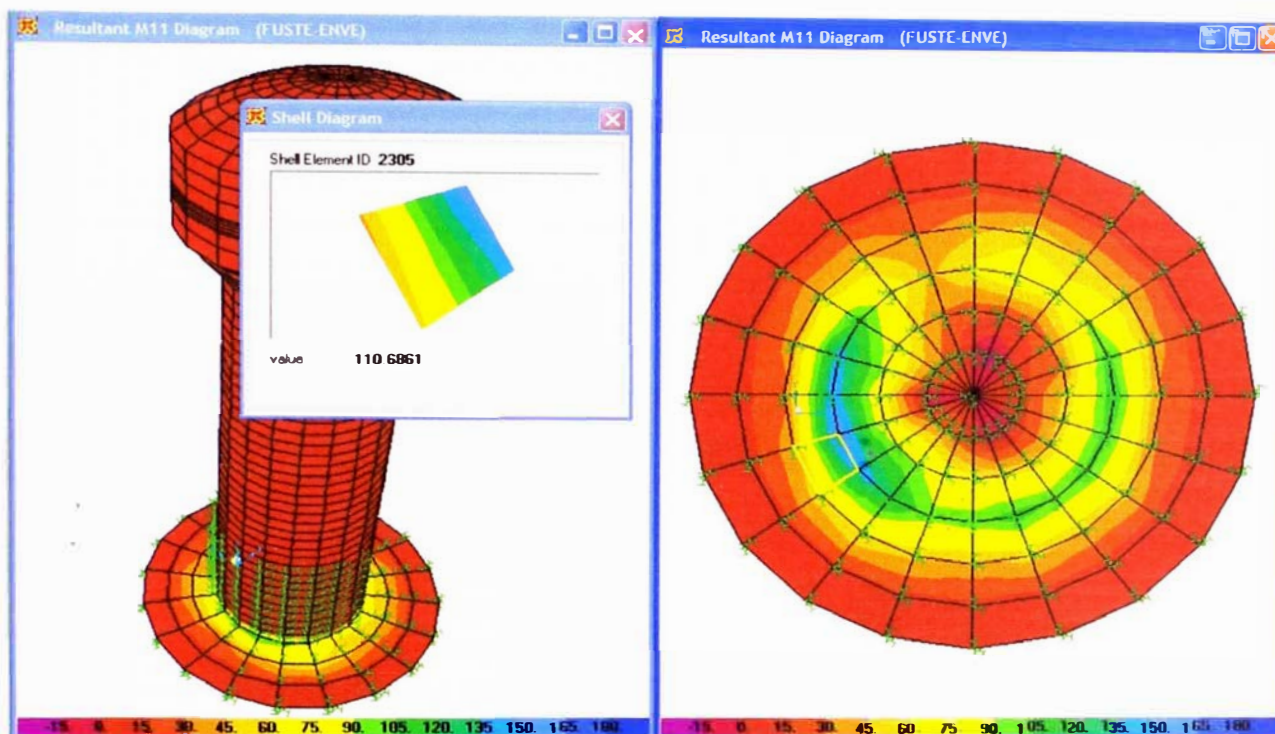 Resultant M11 Diagram (FUSTE-ENVE)
Shell Diagram
Shell Element ID 2305
value 110.6861
-15. 0. 15. 30. 45. 60. 75. 90. 105. 120. 135. 150. 165. 180.
Resultant M11 Diagram (FUSTE-ENVE)
-15. 0. 15. 30. 45. 60. 75. 90. 105. 120. 135. 150. 165. 180.